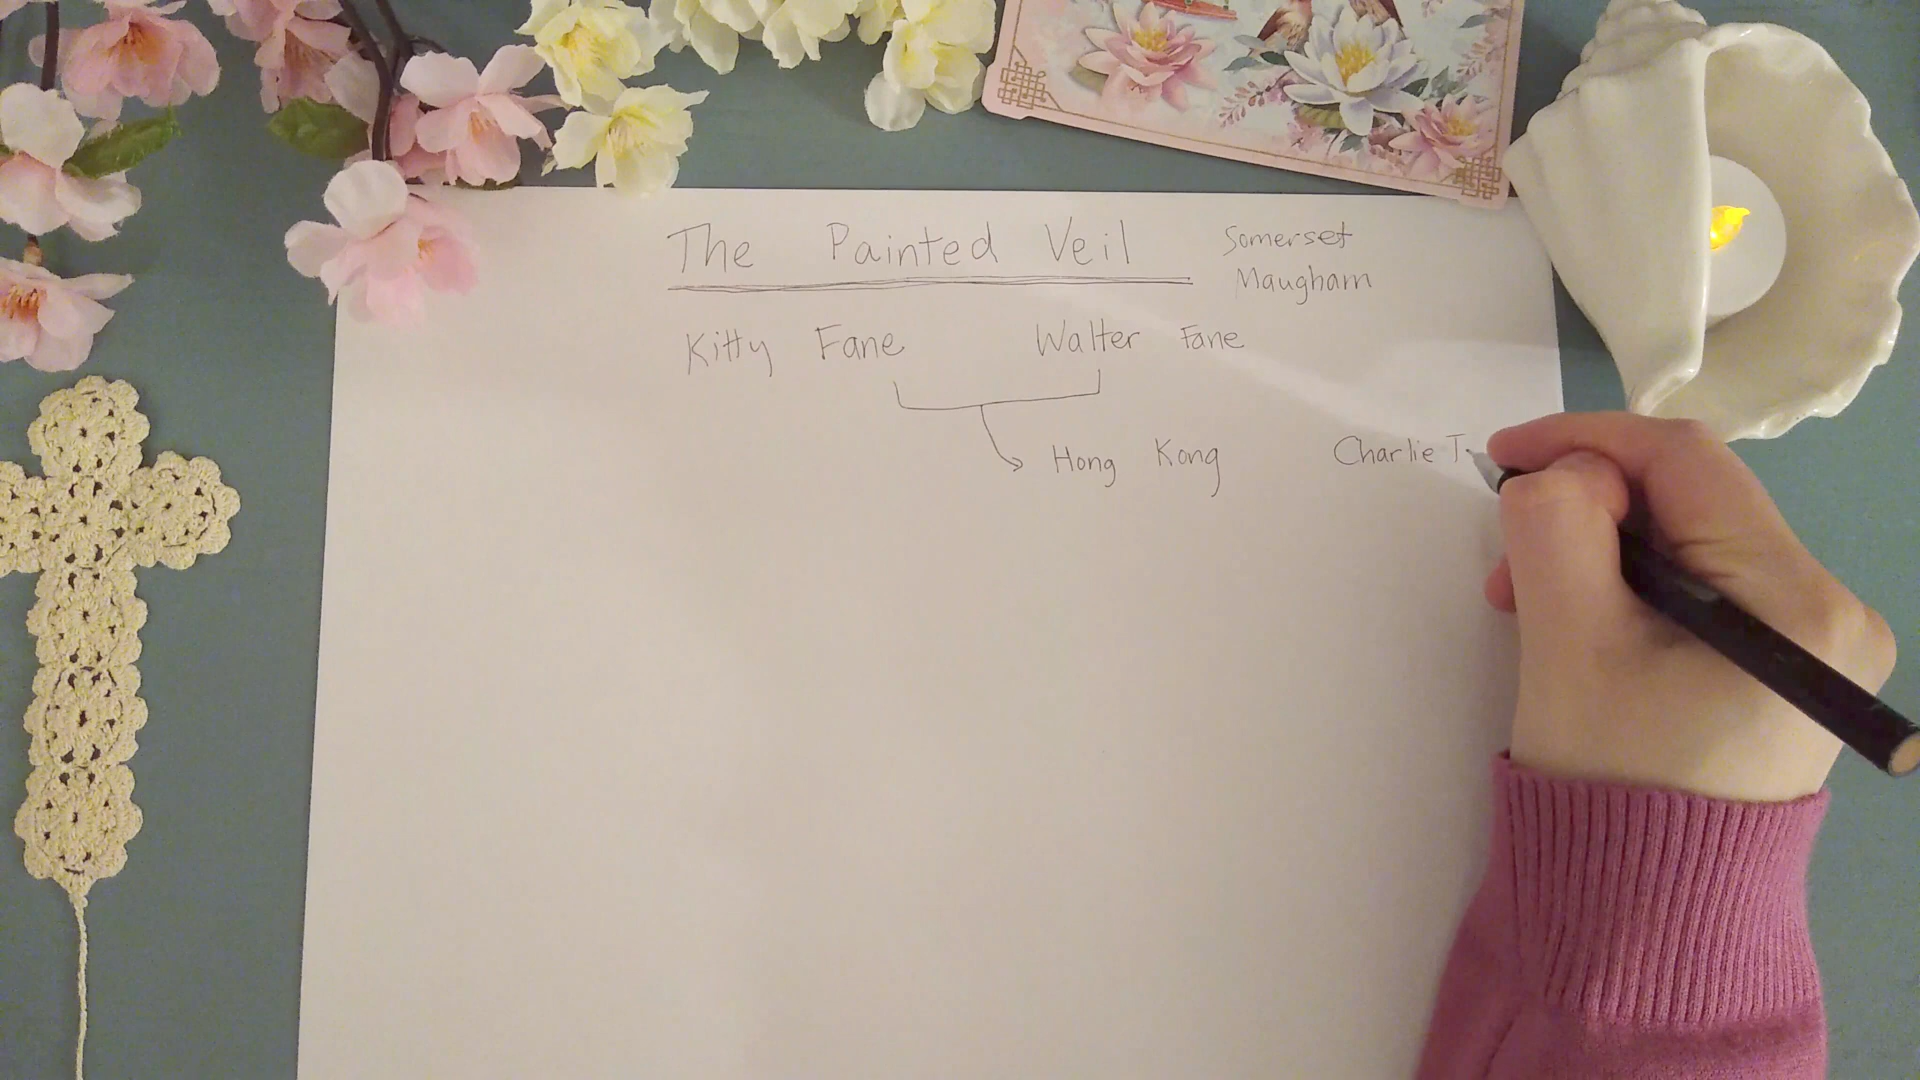 The Painted Veil
Somerset
Maugham
Kitty Fane Walter Fane
Hong Kong Charlie T